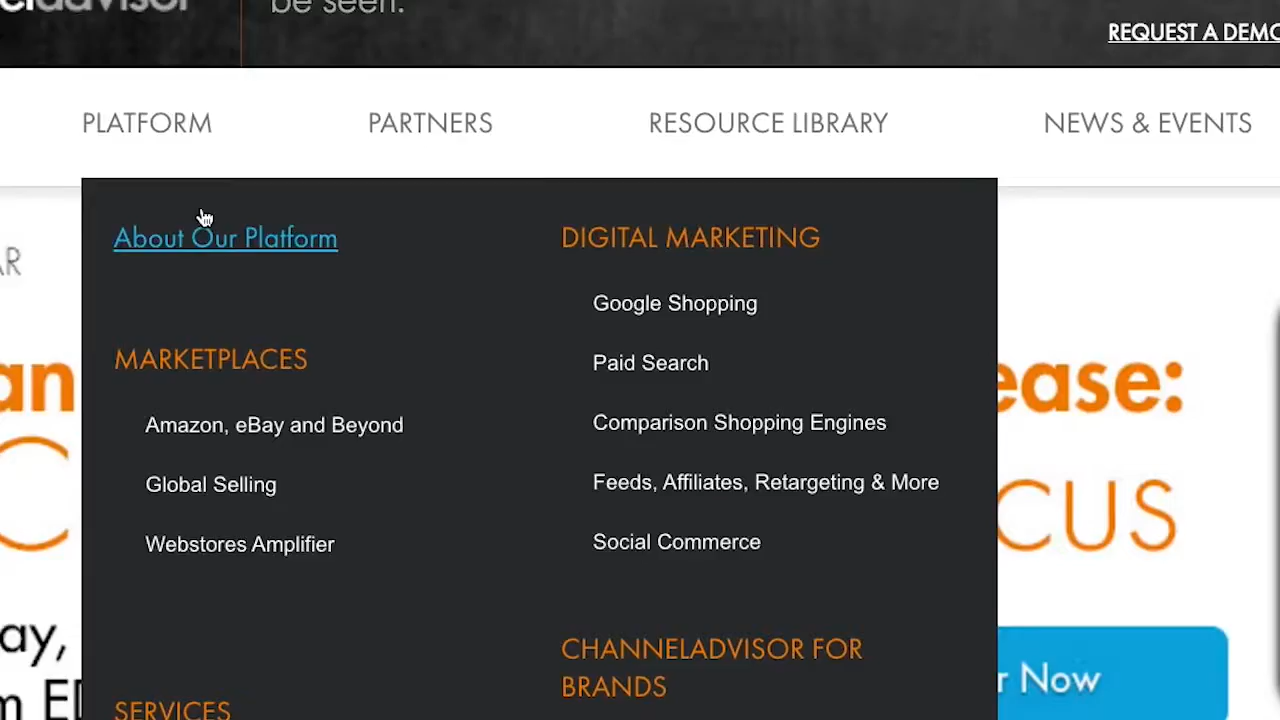 be seen.
REQUEST A DEMO
PLATFORM
PARTNERS
RESOURCE LIBRARY
NEWS & EVENTS
About Our Platform
MARKETPLACES
Amazon, eBay and Beyond
Global Selling
Webstores Amplifier
SERVICES
DIGITAL MARKETING
Google Shopping
Paid Search
Comparison Shopping Engines
Feeds, Affiliates, Retargeting & More
Social Commerce
CHANNELADVISOR FOR
BRANDS
Now